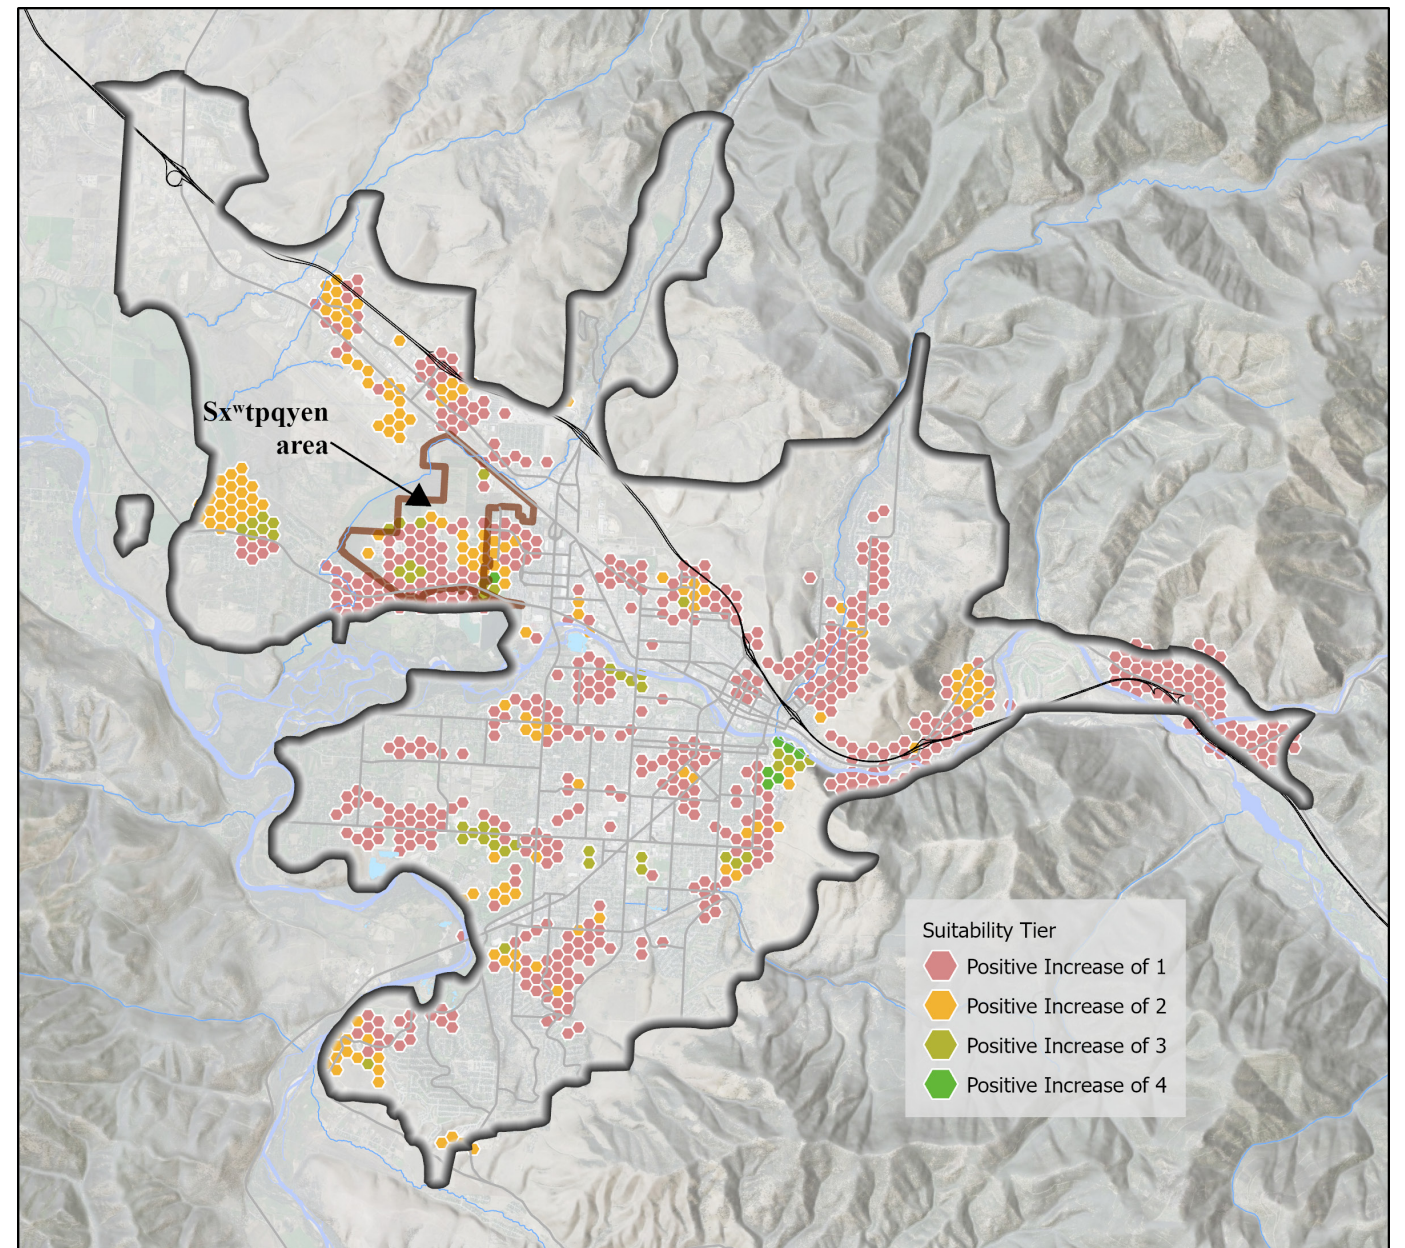 Sxʷtpqyen
area
Suitability Tier
Positive Increase of 1
Positive Increase of 2
Positive Increase of 3
Positive Increase of 4